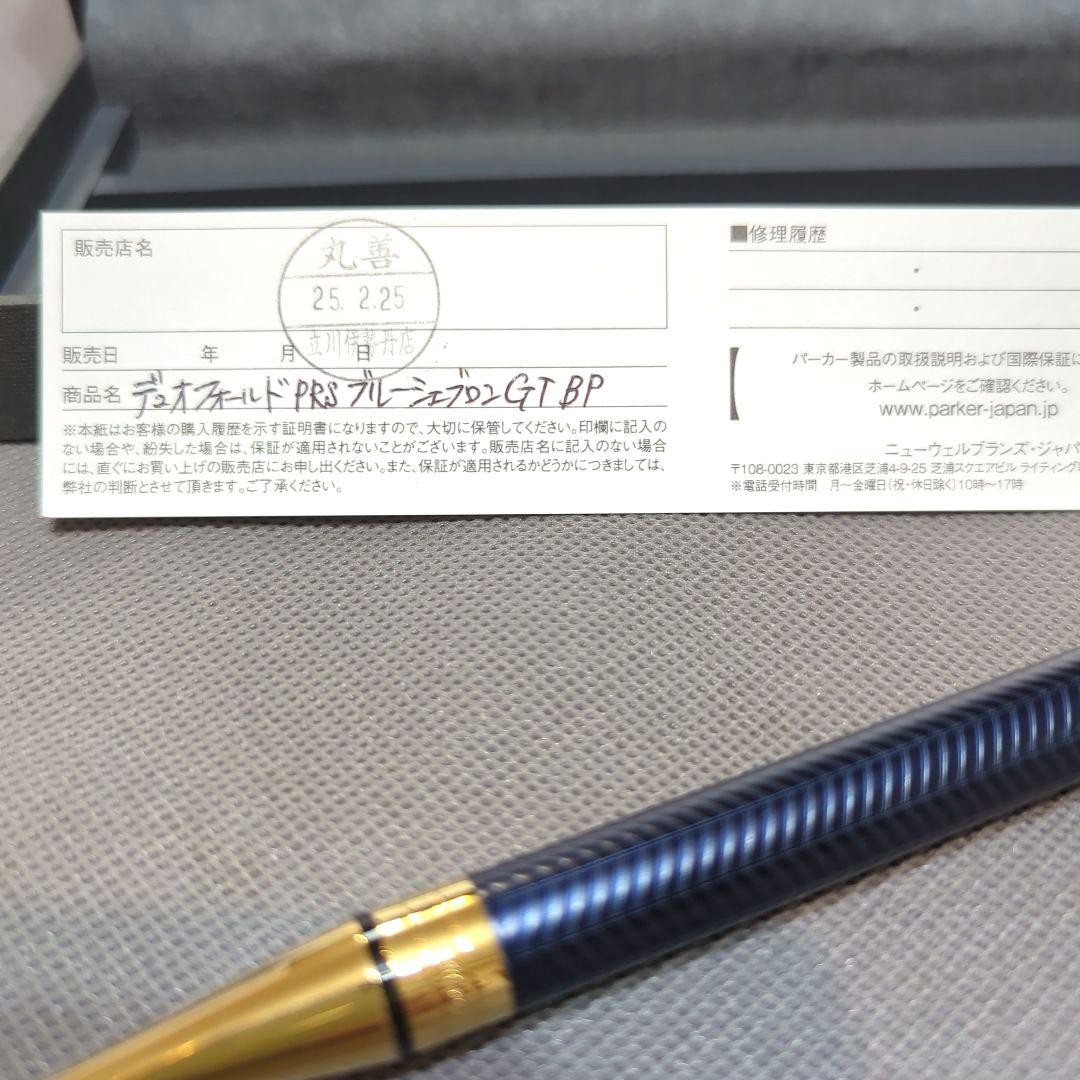 販売店名
丸善
25. 2.25
立川伊勢丹店
販売日 年 月 日
商品名 デュオフォールド PRS ブルーシェブロン GT BP
※本紙はお客様の購入履歴を示す証明書になりますので、大切に保管してください。印欄に記入の
ない場合や、紛失した場合は、保証が適用されないことがございます。販売店名に記入のない場合
には、直ぐにお買い上げの販売店にお申し出ください。また、保証が適用されるかどうかにつきましては、
弊社の判断とさせて頂きます。ご了承ください。
■修理履歴
・
・
【 パーカー製品の取扱説明および国際保証に
ホームページをご確認ください。
www.parker-japan.jp
ニューウェルブランズ・ジャパ
〒108-0023 東京都港区芝浦4-9-25 芝浦スクエアビル ライティング
※電話受付時間 月〜金曜日(祝・休日除く)10時〜17時